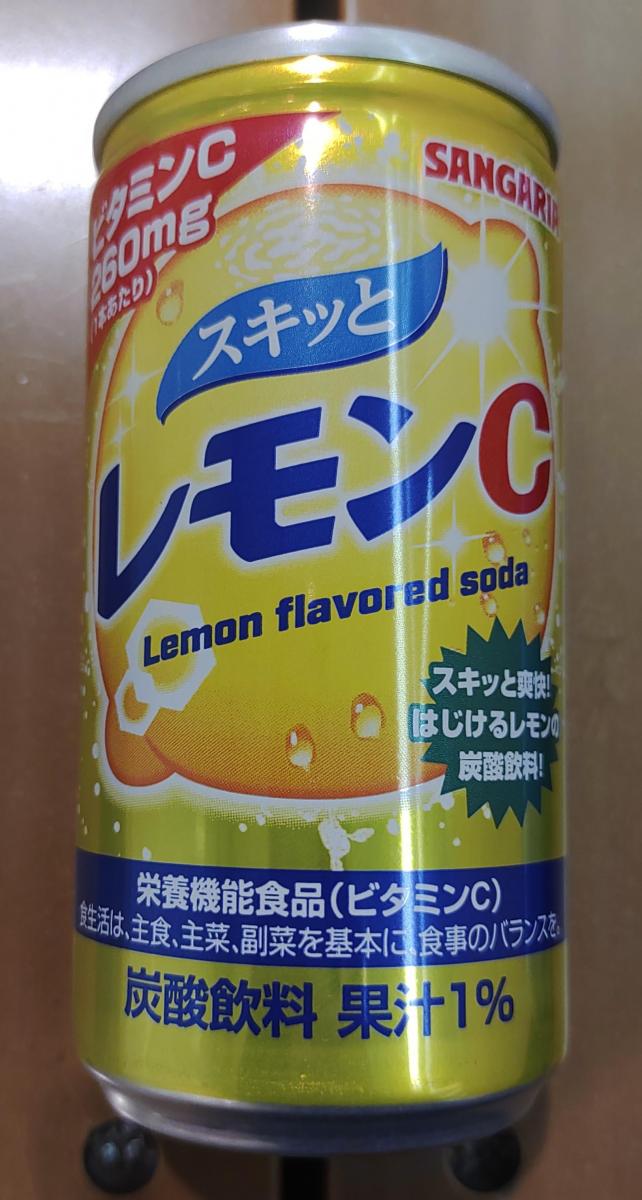 ビタミンC
260mg
(1本あたり)
SANGARIA
スキッと
レモンC
Lemon flavored soda
スキッと爽快!
はじけるレモンの
炭酸飲料!
栄養機能食品(ビタミンC)
食生活は、主食、主菜、副菜を基本に、食事のバランスを。
炭酸飲料 果汁1%